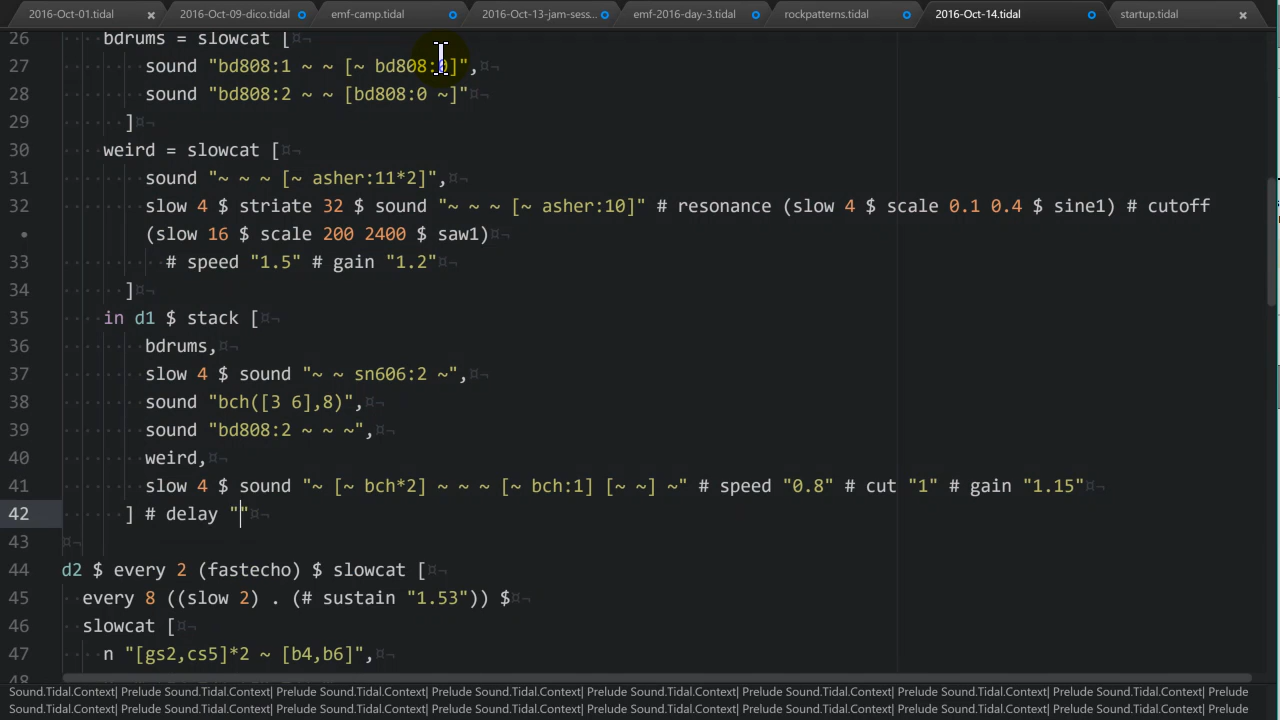 2016-Oct-01.tidal × 2016-Oct-09-dico.tidal emf-camp.tidal 2016-Oct-13-jam-sess... emf-2016-day-3.tidal rockpatterns.tidal 2016-Oct-14.tidal startup.tidal ×
26 bdrums = slowcat [¤¬
27 sound "bd808:1 ~ ~ [~ bd808:0]",¤¬
28 sound "bd808:2 ~ ~ [bd808:0 ~]"¤¬
29 ]¤¬
30 weird = slowcat [¤¬
31 sound "~ ~ ~ [~ asher:11*2]",¤¬
32 slow 4 $ striate 32 $ sound "~ ~ ~ [~ asher:10]" # resonance (slow 4 $ scale 0.1 0.4 $ sine1) # cutoff
• (slow 16 $ scale 200 2400 $ saw1)¤¬
33 # speed "1.5" # gain "1.2"¤¬
34 ]¤¬
35 in d1 $ stack [¤¬
36 bdrums,¤¬
37 slow 4 $ sound "~ ~ sn606:2 ~",¤¬
38 sound "bch([3 6],8)",¤¬
39 sound "bd808:2 ~ ~ ~",¤¬
40 weird,¤¬
41 slow 4 $ sound "~ [~ bch*2] ~ ~ ~ [~ bch:1] [~ ~] ~" # speed "0.8" # cut "1" # gain "1.15"¤¬
42 ] # delay ""¤¬
43 ¤¬
44 d2 $ every 2 (fastecho) $ slowcat [¤¬
45 every 8 ((slow 2) . (# sustain "1.53")) $¤¬
46 slowcat [¤¬
47 n "[gs2,cs5]*2 ~ [b4,b6]",¤¬
48
Sound.Tidal.Context| Prelude Sound.Tidal.Context| Prelude Sound.Tidal.Context| Prelude Sound.Tidal.Context| Prelude Sound.Tidal.Context| Prelude Sound.Tidal.Context| Prelude Sound.Tidal.Context| Prelude
Sound.Tidal.Context| Prelude Sound.Tidal.Context| Prelude Sound.Tidal.Context| Prelude Sound.Tidal.Context| Prelude Sound.Tidal.Context| Prelude Sound.Tidal.Context| Prelude Sound.Tidal.Context| Prelude